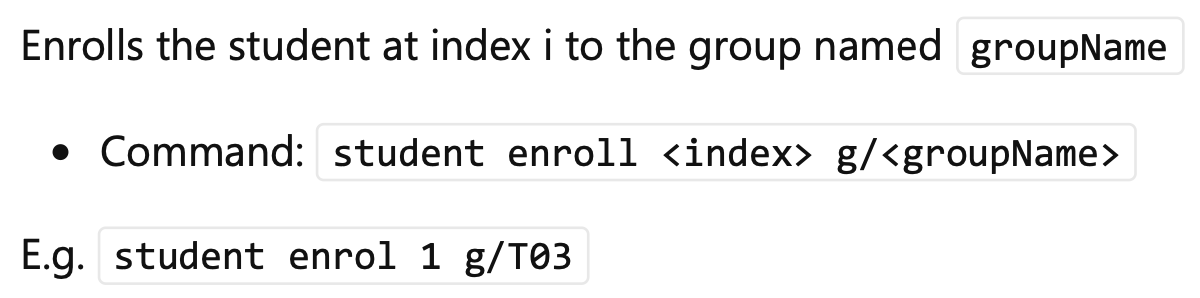 Enrolls the student at index i to the group named groupName
• Command: student enroll <index> g/<groupName>
E.g. student enrol 1 g/T03